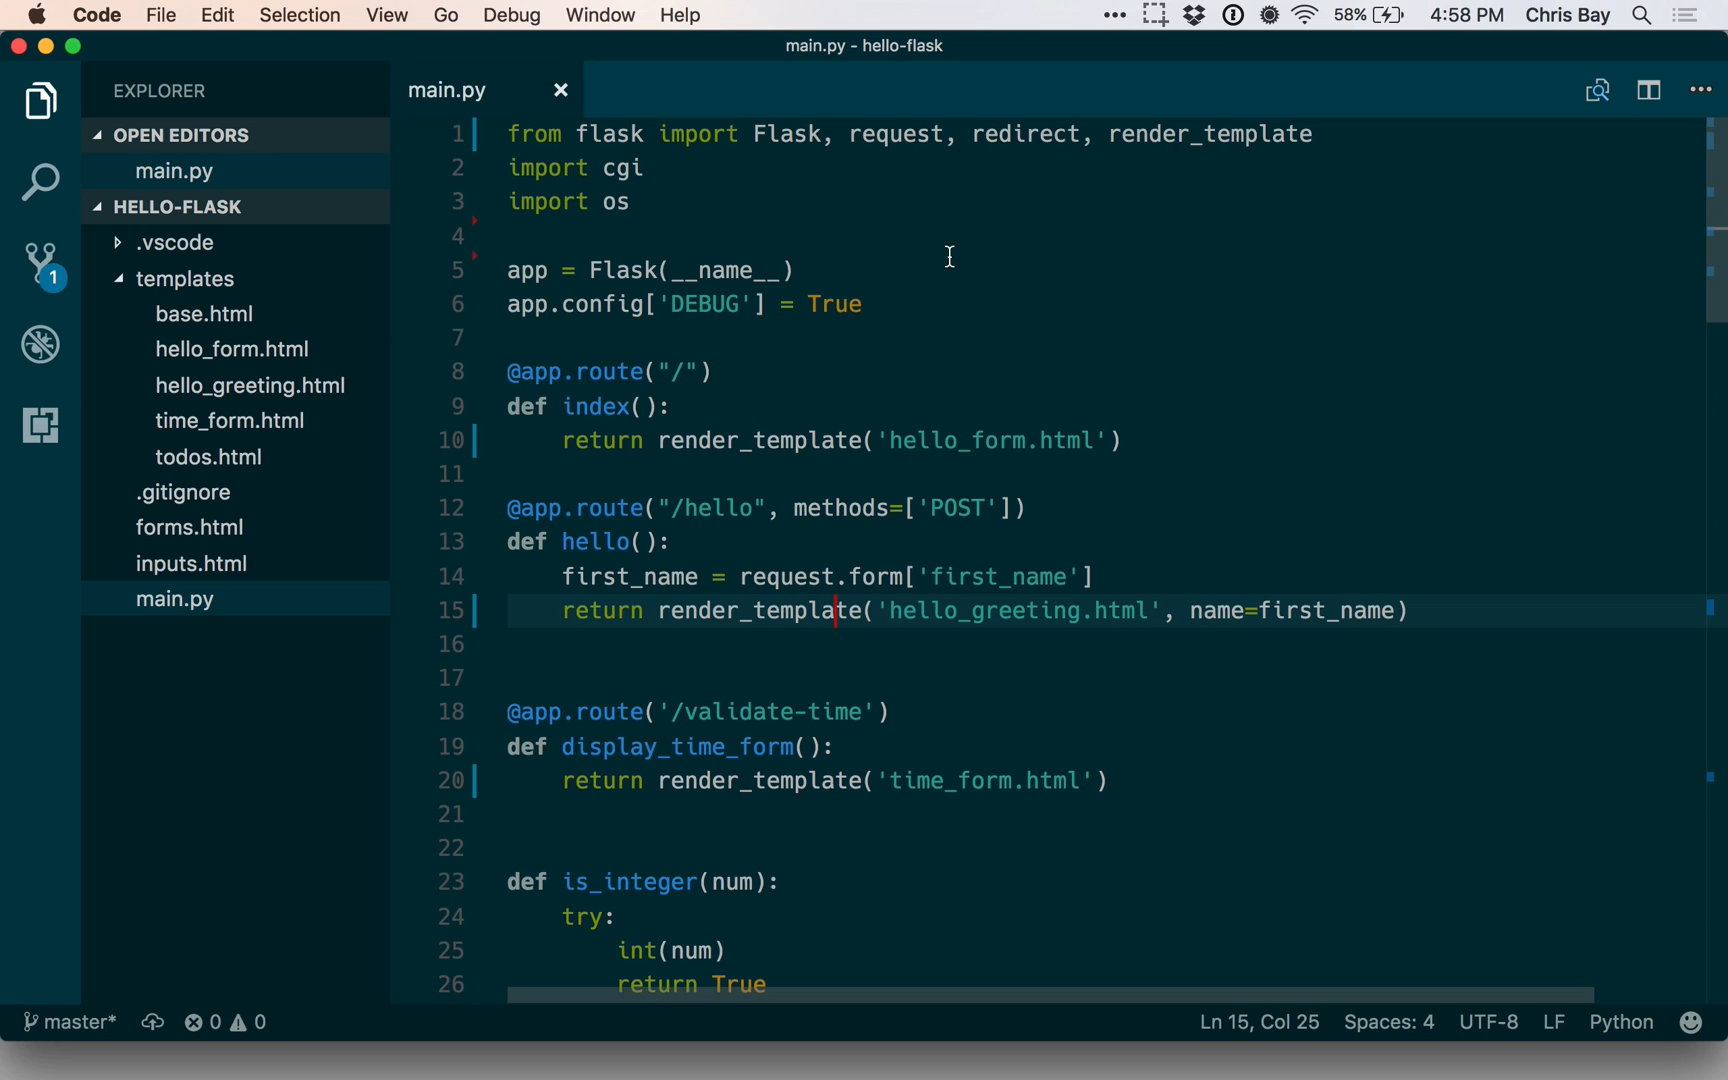 Code File Edit Selection View Go Debug Window Help 58% 4:58 PM Chris Bay
main.py - hello-flask
EXPLORER
OPEN EDITORS
main.py
HELLO-FLASK
.vscode
templates
base.html
hello_form.html
hello_greeting.html
time_form.html
todos.html
.gitignore
forms.html
inputs.html
main.py
1
main.py
1 from flask import Flask, request, redirect, render_template
2 import cgi
3 import os
4
5 app = Flask(__name__)
6 app.config['DEBUG'] = True
7
8 @app.route("/")
9 def index():
10     return render_template('hello_form.html')
11
12 @app.route("/hello", methods=['POST'])
13 def hello():
14     first_name = request.form['first_name']
15     return render_template('hello_greeting.html', name=first_name)
16
17
18 @app.route('/validate-time')
19 def display_time_form():
20     return render_template('time_form.html')
21
22
23 def is_integer(num):
24     try:
25         int(num)
26         return True
master* 0 0 Ln 15, Col 25 Spaces: 4 UTF-8 LF Python